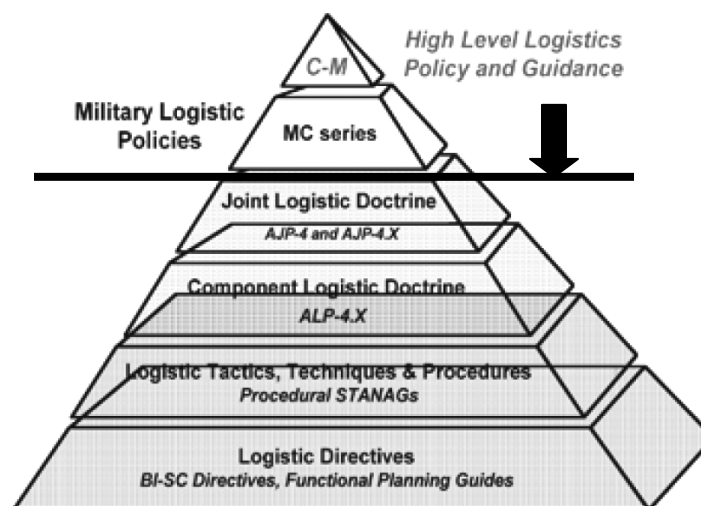 High Level Logistics
Policy and Guidance
C-M
Military Logistic
Policies
MC series
Joint Logistic Doctrine
AJP-4 and AJP-4.X
Component Logistic Doctrine
ALP-4.X
Logistic Tactics, Techniques & Procedures
Procedural STANAGs
Logistic Directives
BI-SC Directives, Functional Planning Guides